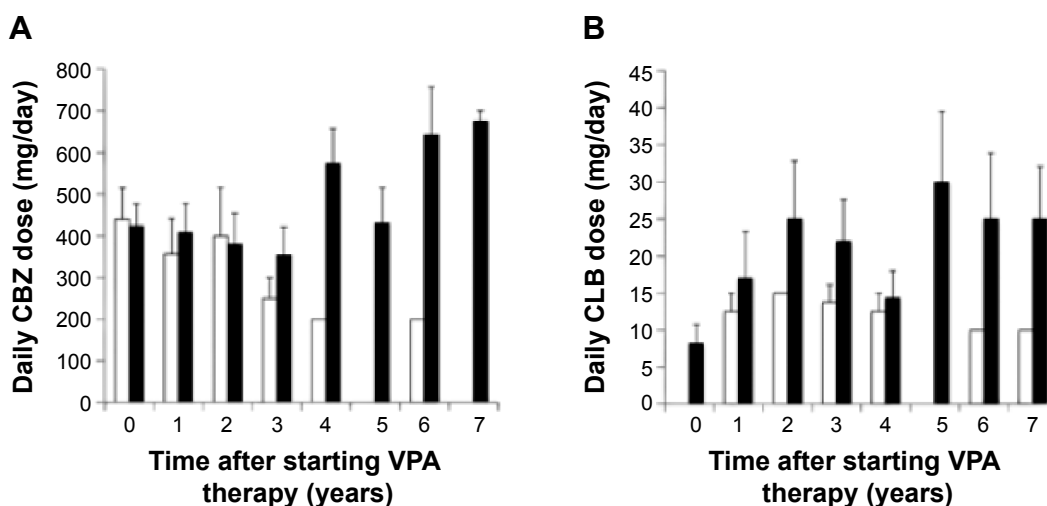 A
Daily CBZ dose (mg/day)
800
700
600
500
400
300
200
100
0
0 1 2 3 4 5 6 7
Time after starting VPA
therapy (years)
B
Daily CLB dose (mg/day)
45
40
35
30
25
20
15
10
5
0
0 1 2 3 4 5 6 7
Time after starting VPA
therapy (years)